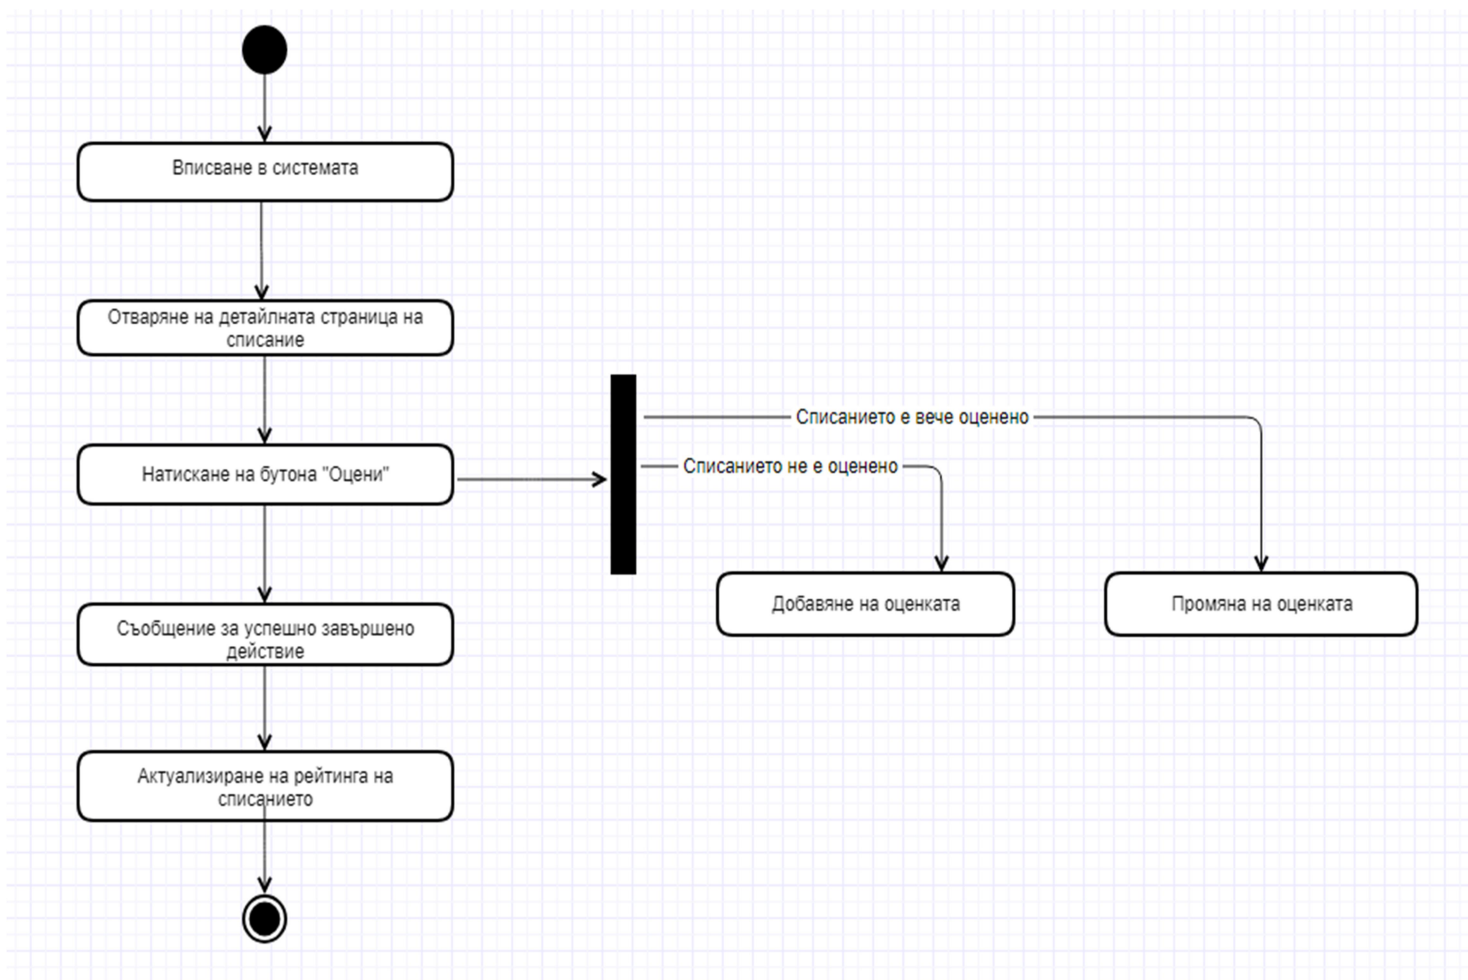 Вписване в системата
Отваряне на детайлната страница на
списание
Списанието е вече оценено
Списанието не е оценено
Натискане на бутона "Оцени"
Добавяне на оценката
Промяна на оценката
Съобщение за успешно завършено
действие
Актуализиране на рейтинга на
списанието